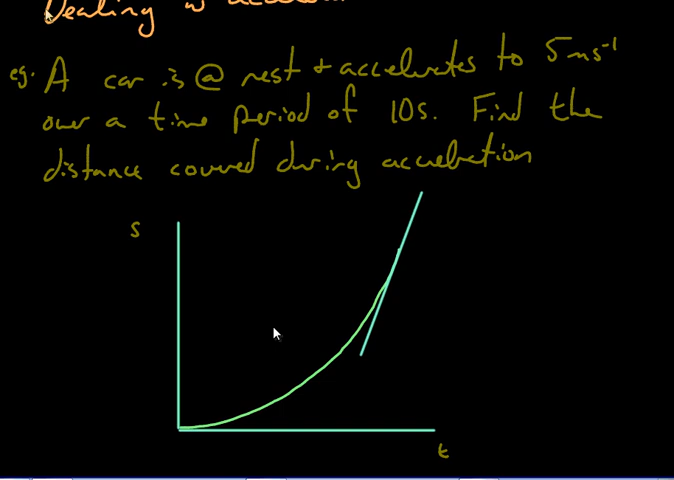 Dealing w
eg. A car is @ rest + accelerates to 5ms⁻¹
over a time period of 10s. Find the
distance covered during acceleration
s
t